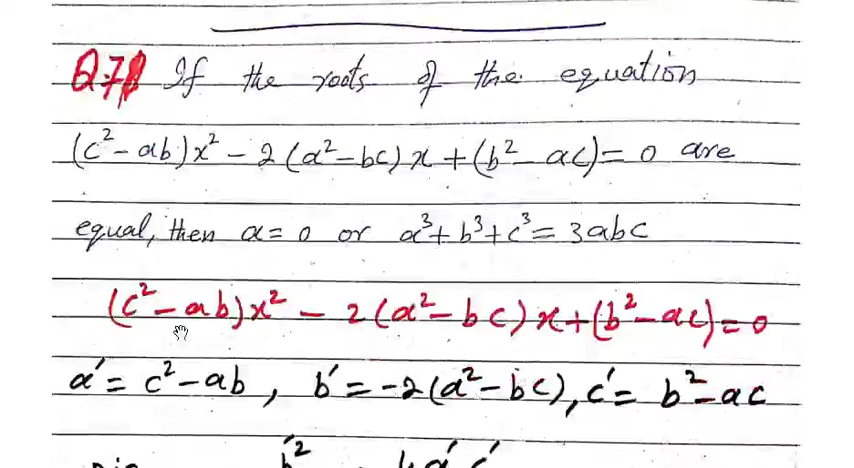 Q.7 If the roots of the equation
(c² - ab)x² - 2(a² - bc)x + (b² - ac) = 0 are
equal, then a = 0 or a³ + b³ + c³ = 3abc
(c² - ab)x² - 2(a² - bc)x + (b² - ac) = 0
a′ = c² - ab, b′ = -2(a² - bc), c′ = b² - ac